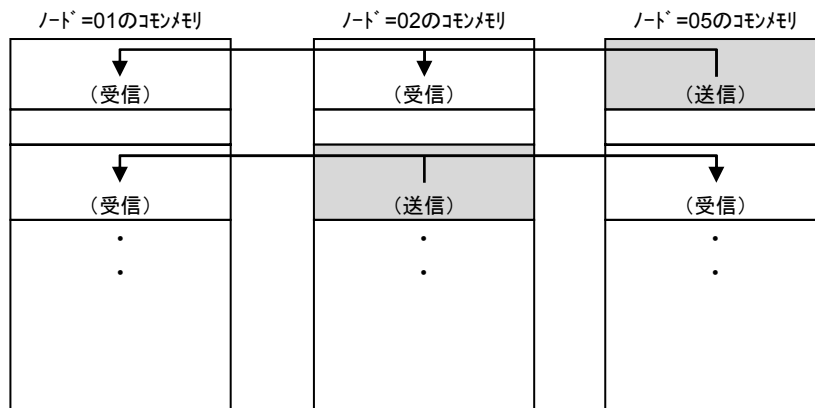 ﾉｰﾄﾞ=01のｺﾓﾝﾒﾓﾘ ﾉｰﾄﾞ=02のｺﾓﾝﾒﾓﾘ ﾉｰﾄﾞ=05のｺﾓﾝﾒﾓﾘ
（受信） （受信） （送信）
（受信） （送信） （受信）
・ ・ ・
・ ・ ・